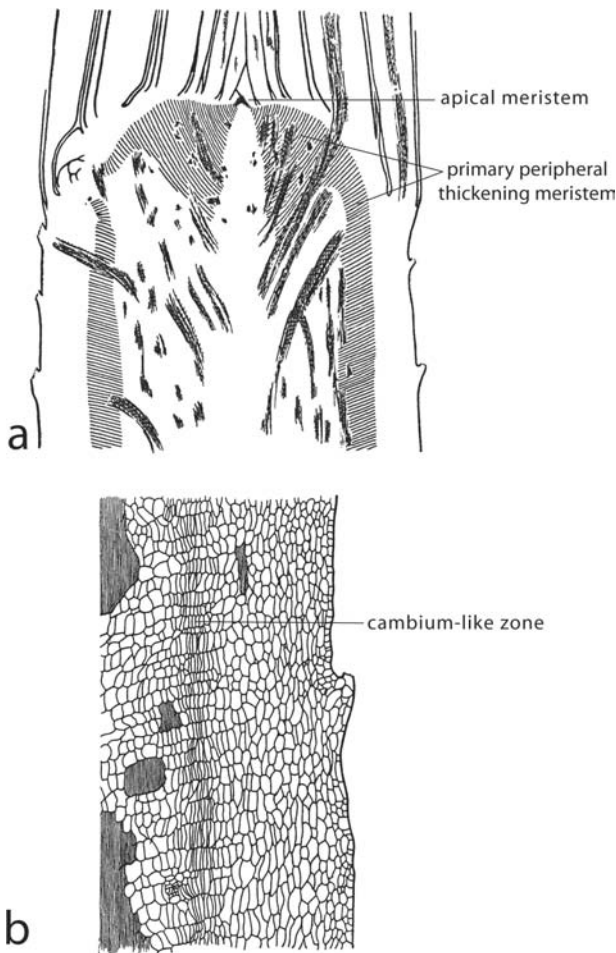 apical meristem
primary peripheral
thickening meristem
a
cambium-like zone
b